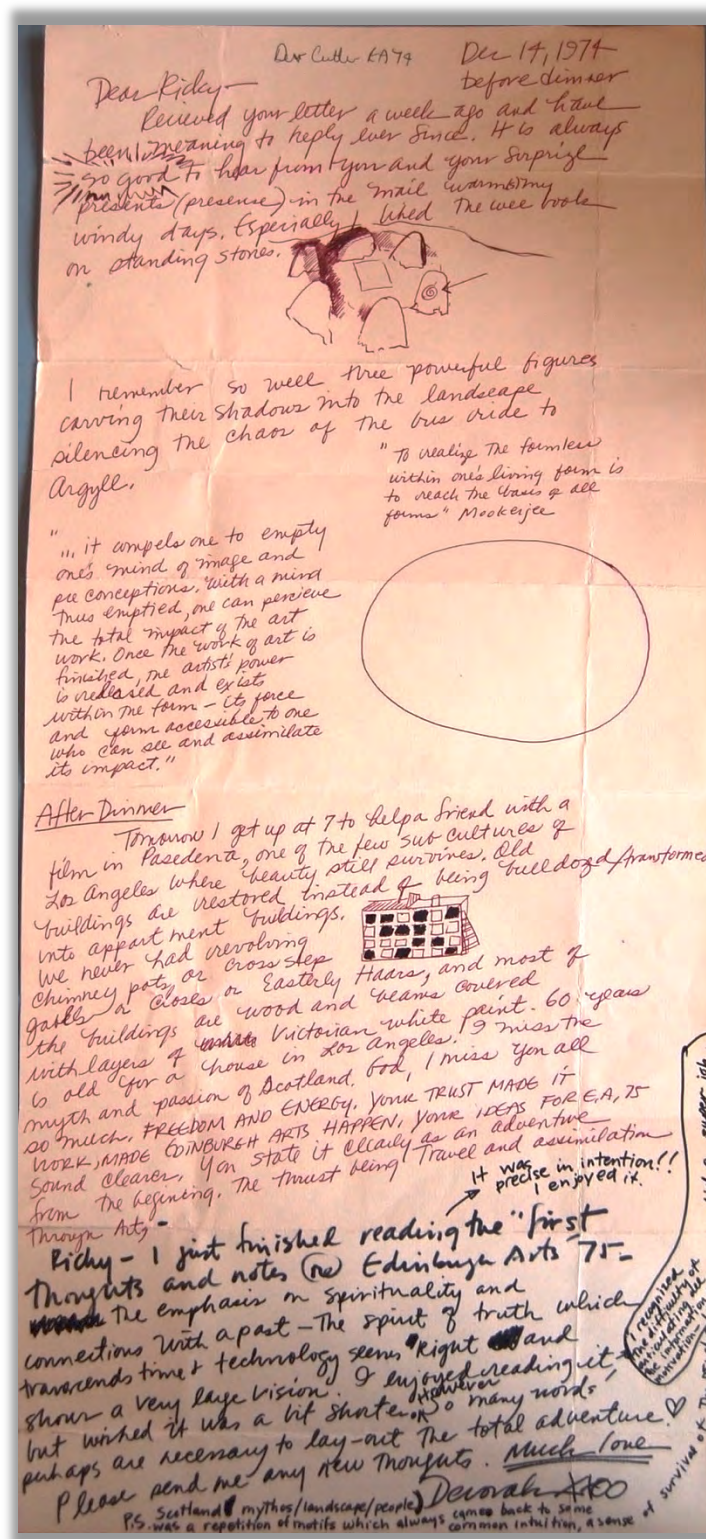 Dev Cutler EA74
Dec 14, 1974
before dinner
Dear Ricky—
Recieved your letter a week ago and have
been meaning to reply ever since. It is always
so good to hear from you and your surprize
presents (presense) in the mail warms my
windy days. Especially I liked the wee book
on standing stones.
I remember so well three powerful figures
carving their shadows into the landscape
silencing the chaos of the bus ride to
Argyll.
"To realize the formless
within one's living form is
to reach the basis of all
forms" Mookerjee
"... it compels one to empty
one's mind of image and
pre conceptions. With a mind
thus emptied, one can percieve
the total impact of the art
work. Once the work of art is
finished, the artist's power
is released and exists
within the form – its force
and form accessible to one
who can see and assimilate
its impact."
After Dinner
Tomorrow I get up at 7 to help a friend with a
film in Pasedena, one of the few sub cultures of
Los Angeles where beauty still survives. Old
buildings are restored instead of being bulldozed/transformed
into appartment buildings.
We never had revolving
chimney pots, or cross step
gables or closes or Easterly Haars, and most of
the buildings are wood and beams covered
with layers of Victorian white paint. 60 years
is old for a house in Los Angeles. I miss the
myth and passion of Scotland. God, I miss you all
so much. FREEDOM AND ENERGY. YOUR TRUST MADE IT
WORK, MADE EDINBURGH ARTS HAPPEN, YOUR IDEAS FOR E.A, 75
SOUND clearer. You state it clearly as an adventure
from the begining. The thrust being Travel and assimilation
through Arts—
It was
precise in intention!!
I enjoyed it.
Richy – I just finished reading the "first
thoughts and notes (re) Edinburgh Arts '75–
The emphasis on spirituality and
connections with a past – The spirit of truth which
transcends time & technology seems "right and
shows a very large vision. I enjoyed reading it,
but wished it was a bit shorter. However so many words
perhaps are necessary to lay-out the total adventure.
I recognized
the difficulty of
articulating all
the information
Please send me any new thoughts. Much love
Devorah XOO
P.S. Scotland (mythos/landscape/people)
was a repetition of motifs which always came back to some
common intuition, a sense of survival of